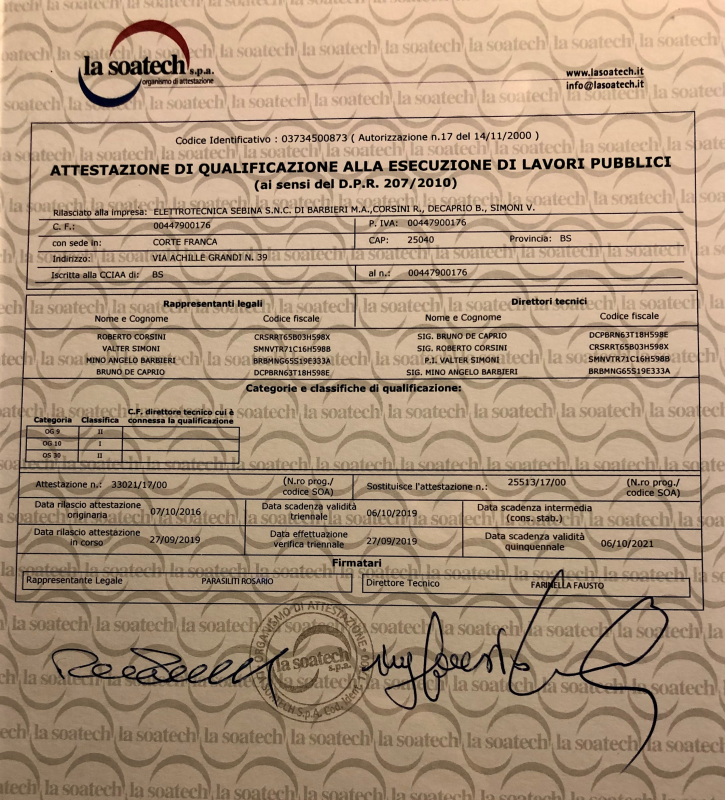 la soatech s.p.a.
organismo di attestazione
www.lasoatech.it
info@lasoatech.it
Codice Identificativo : 03734500873 ( Autorizzazione n.17 del 14/11/2000 )
ATTESTAZIONE DI QUALIFICAZIONE ALLA ESECUZIONE DI LAVORI PUBBLICI
(ai sensi del D.P.R. 207/2010)
Rilasciato alla impresa: ELETTROTECNICA SEBINA S.N.C. DI BARBIERI M.A.,CORSINI R., DECAPRIO B., SIMONI V.
C. F.: 00447900176 P. IVA: 00447900176
con sede in: CORTE FRANCA CAP: 25040 Provincia: BS
Indirizzo: VIA ACHILLE GRANDI N. 39
Iscritta alla CCIAA di: BS al n.: 00447900176
Rappresentanti legali Direttori tecnici
Nome e Cognome Codice fiscale Nome e Cognome Codice fiscale
ROBERTO CORSINI CRSRRT65B03H598X SIG. BRUNO DE CAPRIO DCPBRN63T18H598E
VALTER SIMONI SMNVTR71C16H598B SIG. ROBERTO CORSINI CRSRRT65B03H598X
MINO ANGELO BARBIERI BRBMNG65S19E333A P.I. VALTER SIMONI SMNVTR71C16H598B
BRUNO DE CAPRIO DCPBRN63T18H598E SIG. MINO ANGELO BARBIERI BRBMNG65S19E333A
Categorie e classifiche di qualificazione:
Categoria Classifica C.F. direttore tecnico cui è connessa la qualificazione
OG 9 II
OG 10 I
OS 30 II
Attestazione n.: 33021/17/00 (N.ro prog./ codice SOA) Sostituisce l'attestazione n.: 25513/17/00 (N.ro prog./ codice SOA)
Data rilascio attestazione originaria 07/10/2016 Data scadenza validità triennale 06/10/2019 Data scadenza intermedia (cons. stab.)
Data rilascio attestazione in corso 27/09/2019 Data effettuazione verifica triennale 27/09/2019 Data scadenza validità quinquennale 06/10/2021
Firmatari
Rappresentante Legale PARASILITI ROSARIO Direttore Tecnico FARINELLA FAUSTO
ORGANISMO DI ATTESTAZIONE
la soatech s.p.a.
LA SOATECH S.p.A. Cod. Ident.